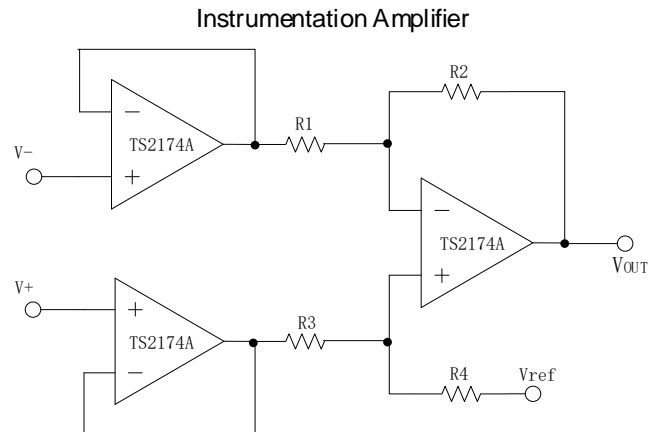 Instrumentation Amplifier
R2
R1
−
TS2174A
V-
+
−
TS2174A
+
VOUT
V+
+
R3
TS2174A
−
R4
Vref